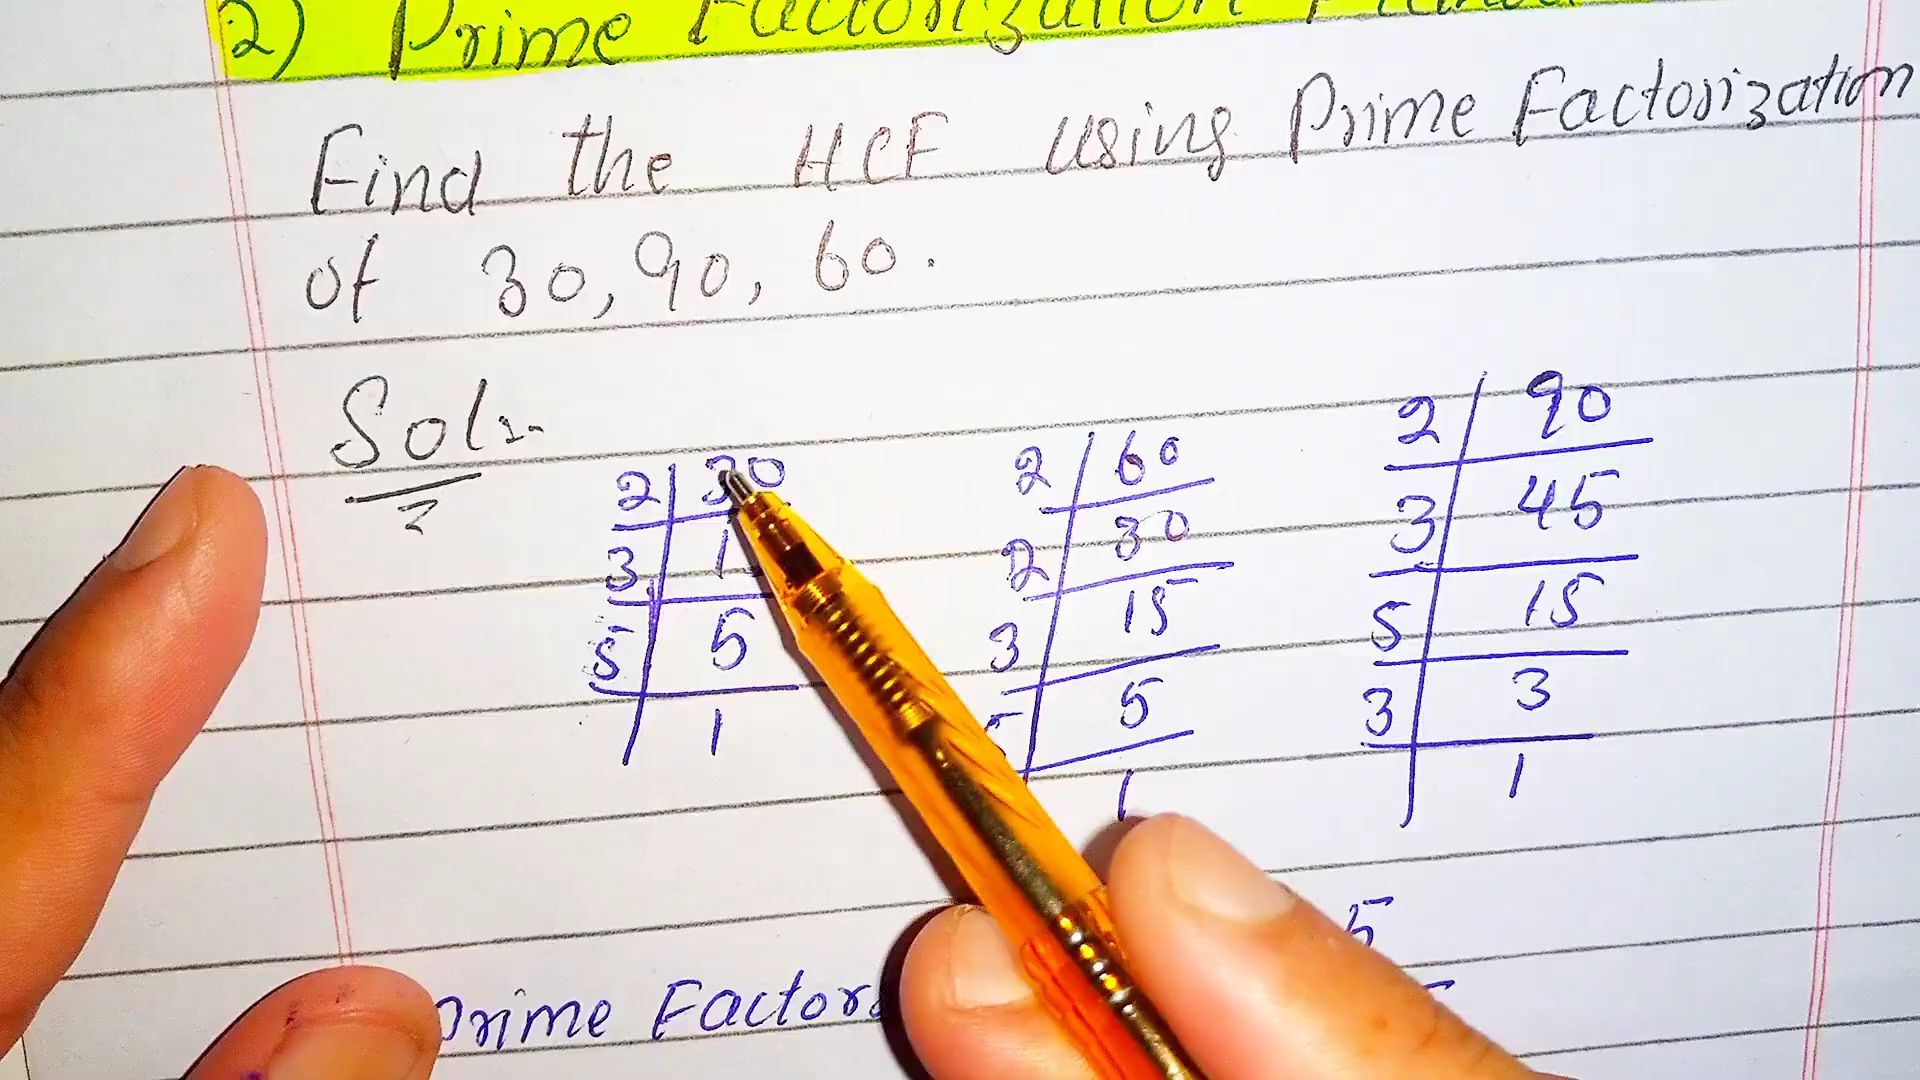 2) Prime Factorization
Find the HCF using Prime Factorization
of 30, 90, 60.
Sol:-
2 | 30
3 | 1
5 | 5
1
2 | 60
2 | 30
3 | 15
5
1
2 | 90
3 | 45
5 | 15
3 | 3
1
5
Prime Factors